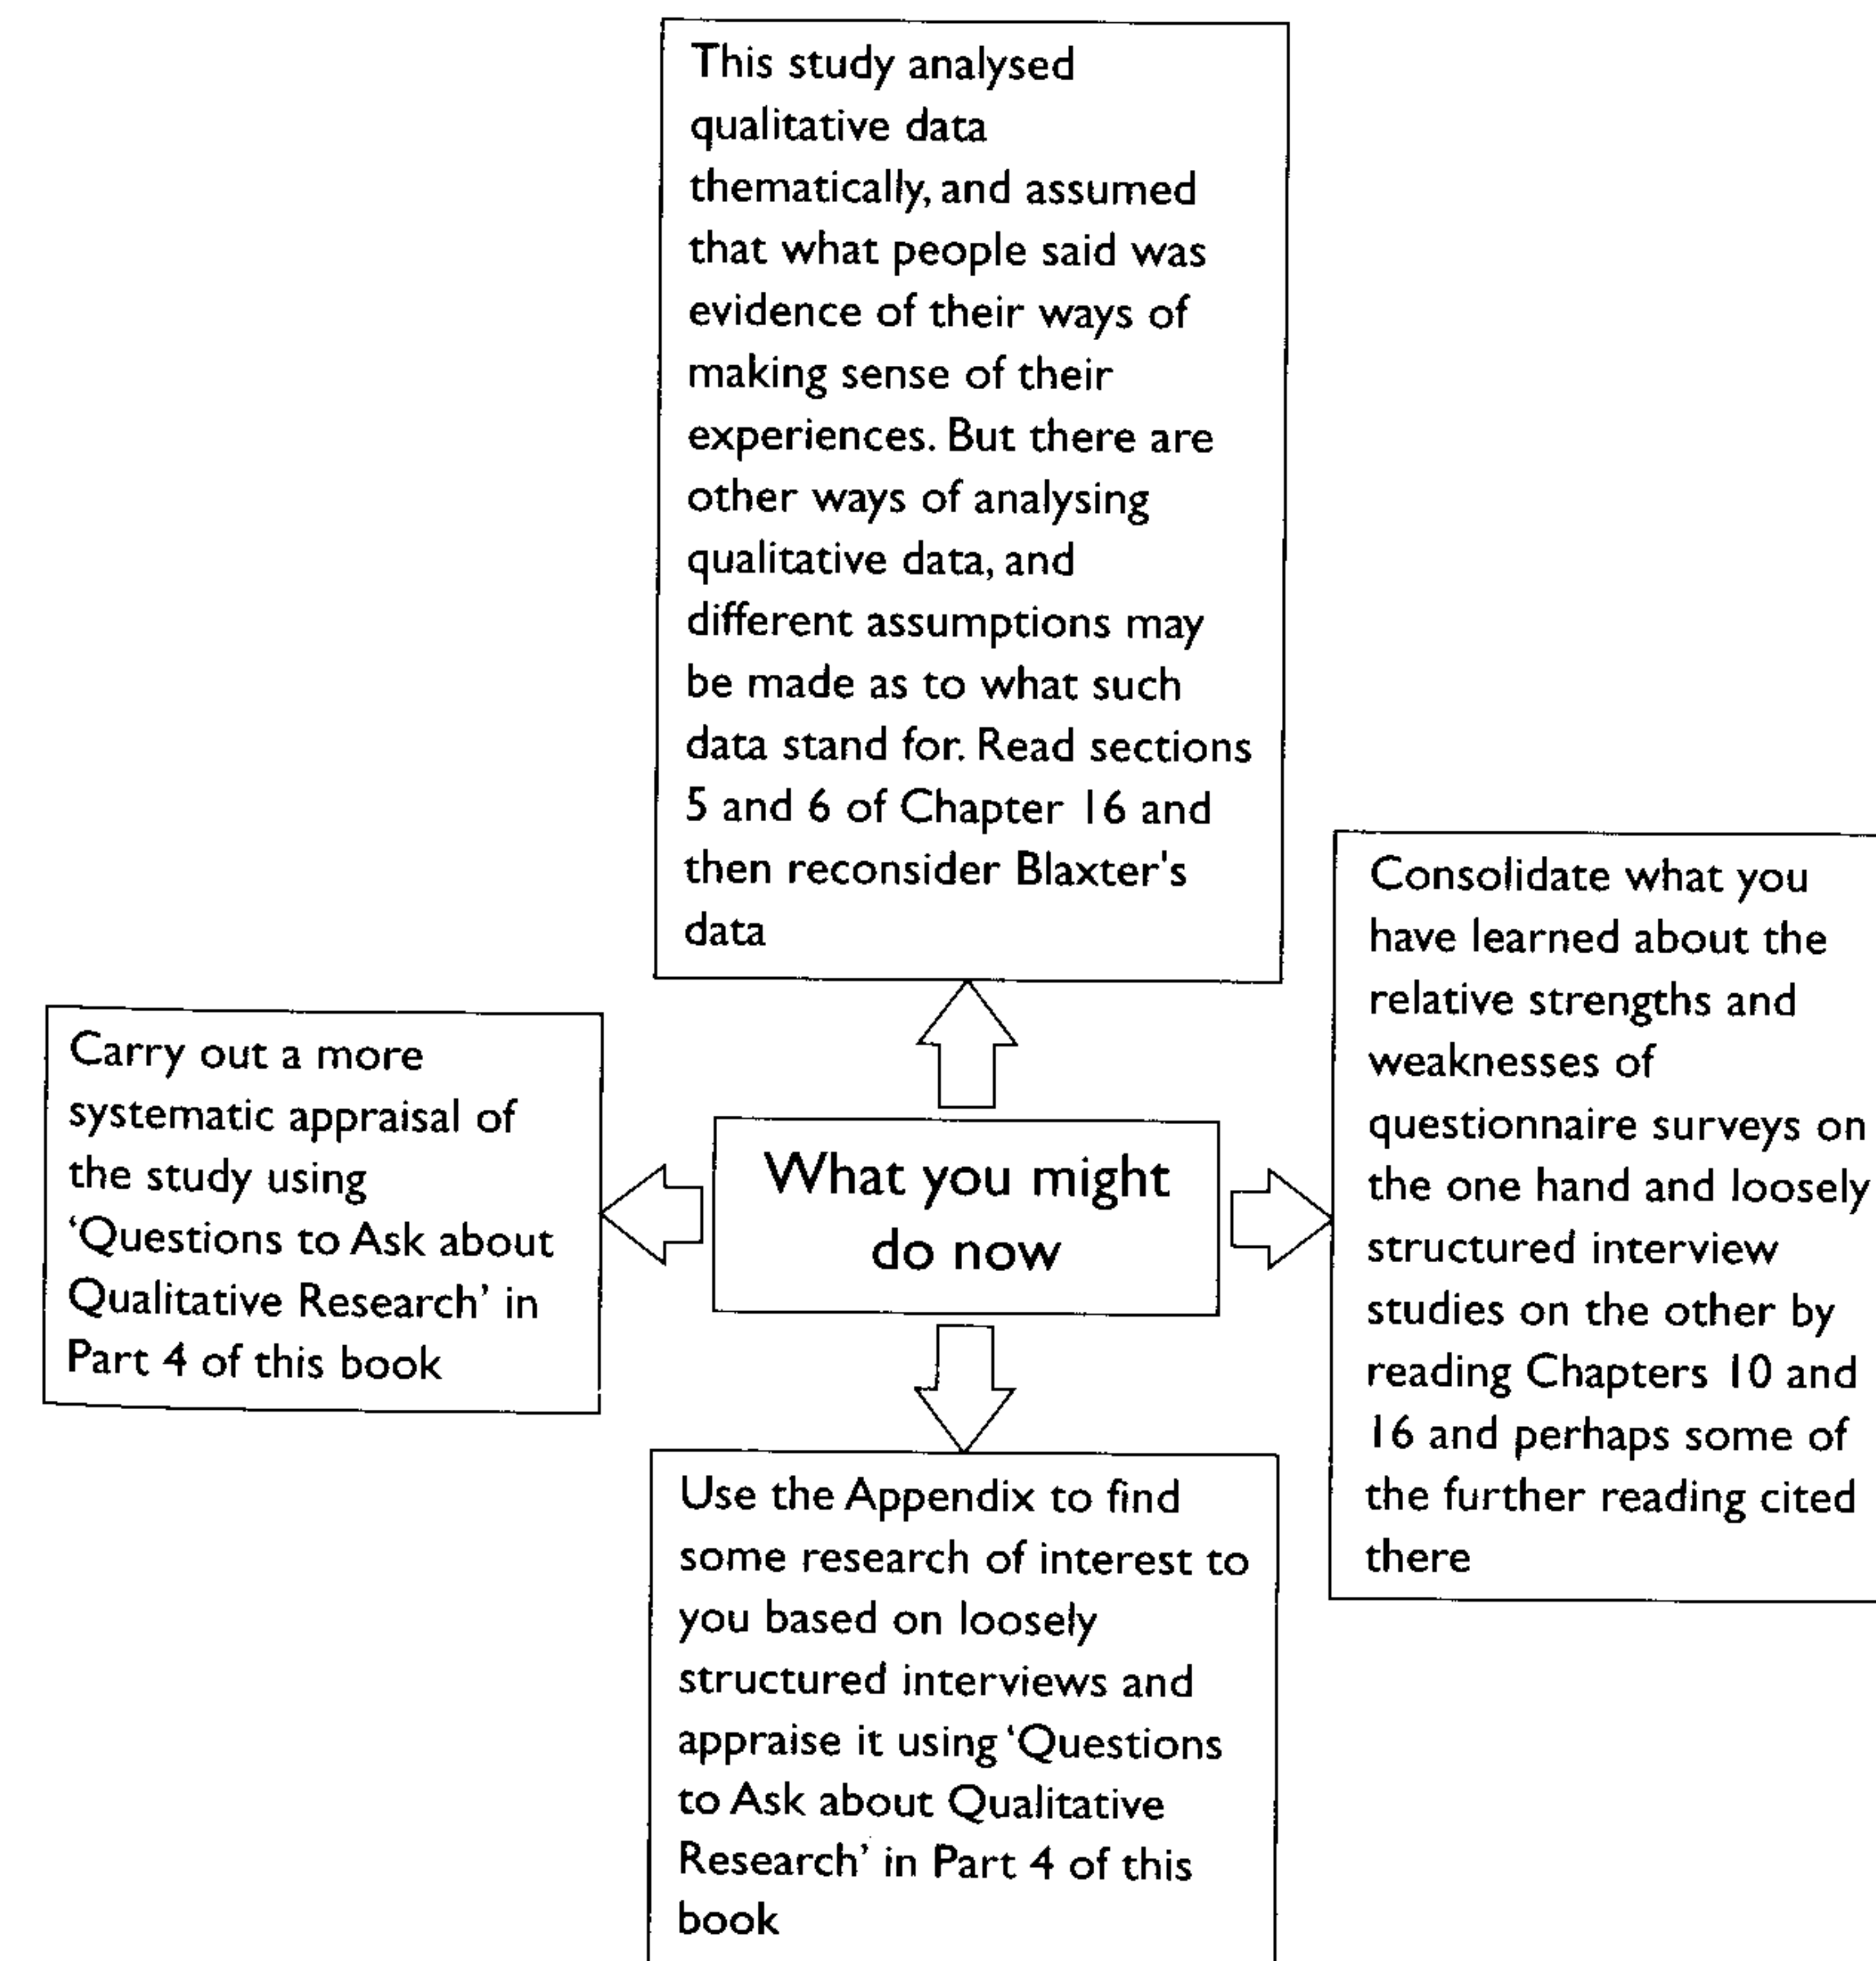 This study analysed
qualitative data
thematically, and assumed
that what people said was
evidence of their ways of
making sense of their
experiences. But there are
other ways of analysing
qualitative data, and
different assumptions may
be made as to what such
data stand for. Read sections
5 and 6 of Chapter 16 and
then reconsider Blaxter's
data
Carry out a more
systematic appraisal of
the study using
‘Questions to Ask about
Qualitative Research’ in
Part 4 of this book
What you might
do now
Consolidate what you
have learned about the
relative strengths and
weaknesses of
questionnaire surveys on
the one hand and loosely
structured interview
studies on the other by
reading Chapters 10 and
16 and perhaps some of
the further reading cited
there
Use the Appendix to find
some research of interest to
you based on loosely
structured interviews and
appraise it using ‘Questions
to Ask about Qualitative
Research’ in Part 4 of this
book